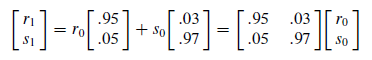 [r₁ s₁] = r₀ [.95 .05] + s₀ [.03 .97] = [.95 .03 .05 .97] [r₀ s₀]